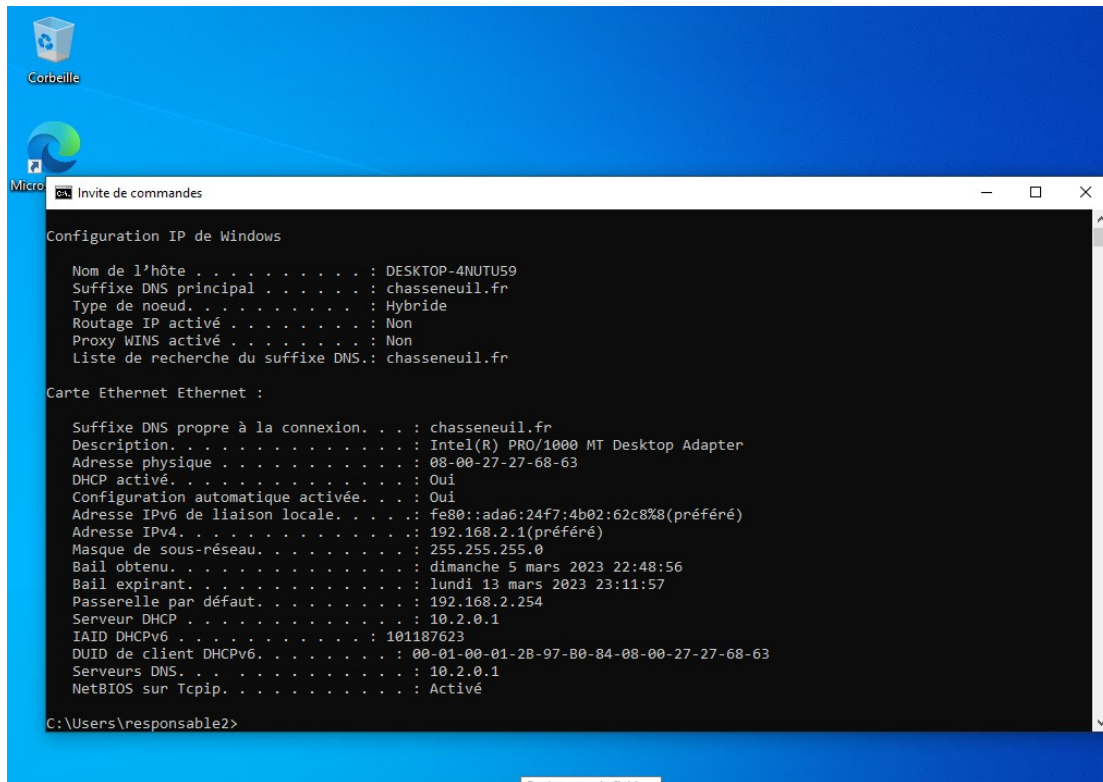 Corbeille
Micro
Invite de commandes
Configuration IP de Windows
Nom de l’hôte . . . . . . . . . . : DESKTOP-4NUTU59
Suffixe DNS principal . . . . . . : chasseneuil.fr
Type de noeud. . . . . . . . . . : Hybride
Routage IP activé . . . . . . . . : Non
Proxy WINS activé . . . . . . . . : Non
Liste de recherche du suffixe DNS.: chasseneuil.fr
Carte Ethernet Ethernet :
Suffixe DNS propre à la connexion. . . : chasseneuil.fr
Description. . . . . . . . . . . . . . : Intel(R) PRO/1000 MT Desktop Adapter
Adresse physique . . . . . . . . . . . : 08-00-27-27-68-63
DHCP activé. . . . . . . . . . . . . . : Oui
Configuration automatique activée. . . : Oui
Adresse IPv6 de liaison locale. . . . .: fe80::ada6:24f7:4b02:62c8%8(préféré)
Adresse IPv4. . . . . . . . . . . . . .: 192.168.2.1(préféré)
Masque de sous-réseau. . . . . . . . . : 255.255.255.0
Bail obtenu. . . . . . . . . . . . . . : dimanche 5 mars 2023 22:48:56
Bail expirant. . . . . . . . . . . . . : lundi 13 mars 2023 23:11:57
Passerelle par défaut. . . . . . . . . : 192.168.2.254
Serveur DHCP . . . . . . . . . . . . . : 10.2.0.1
IAID DHCPv6 . . . . . . . . . . . : 101187623
DUID de client DHCPv6. . . . . . . . : 00-01-00-01-2B-97-B0-84-08-00-27-27-68-63
Serveurs DNS. . . . . . . . . . . . . : 10.2.0.1
NetBIOS sur Tcpip. . . . . . . . . . . : Activé
C:\Users\responsable2>